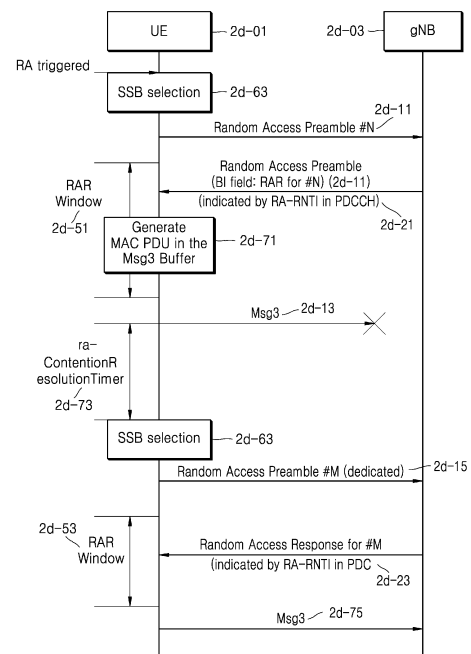 UE
2d-01
2d-03
gNB
RA triggered
SSB selection
2d-63
2d-11
Random Access Preamble #N
Random Access Preamble
(BI field: RAR for #N) (2d-11)
(indicated by RA-RNTI in PDCCH)
2d-21
RAR
Window
2d-51
Generate
MAC PDU in the
Msg3 Buffer
2d-71
Msg3
2d-13
ra-
ContentionR
esolutionTimer
2d-73
SSB selection
2d-63
2d-15
Random Access Preamble #M (dedicated)
2d-53
RAR
Window
Random Access Response for #M
(indicated by RA-RNTI in PDC
2d-23
Msg3
2d-75